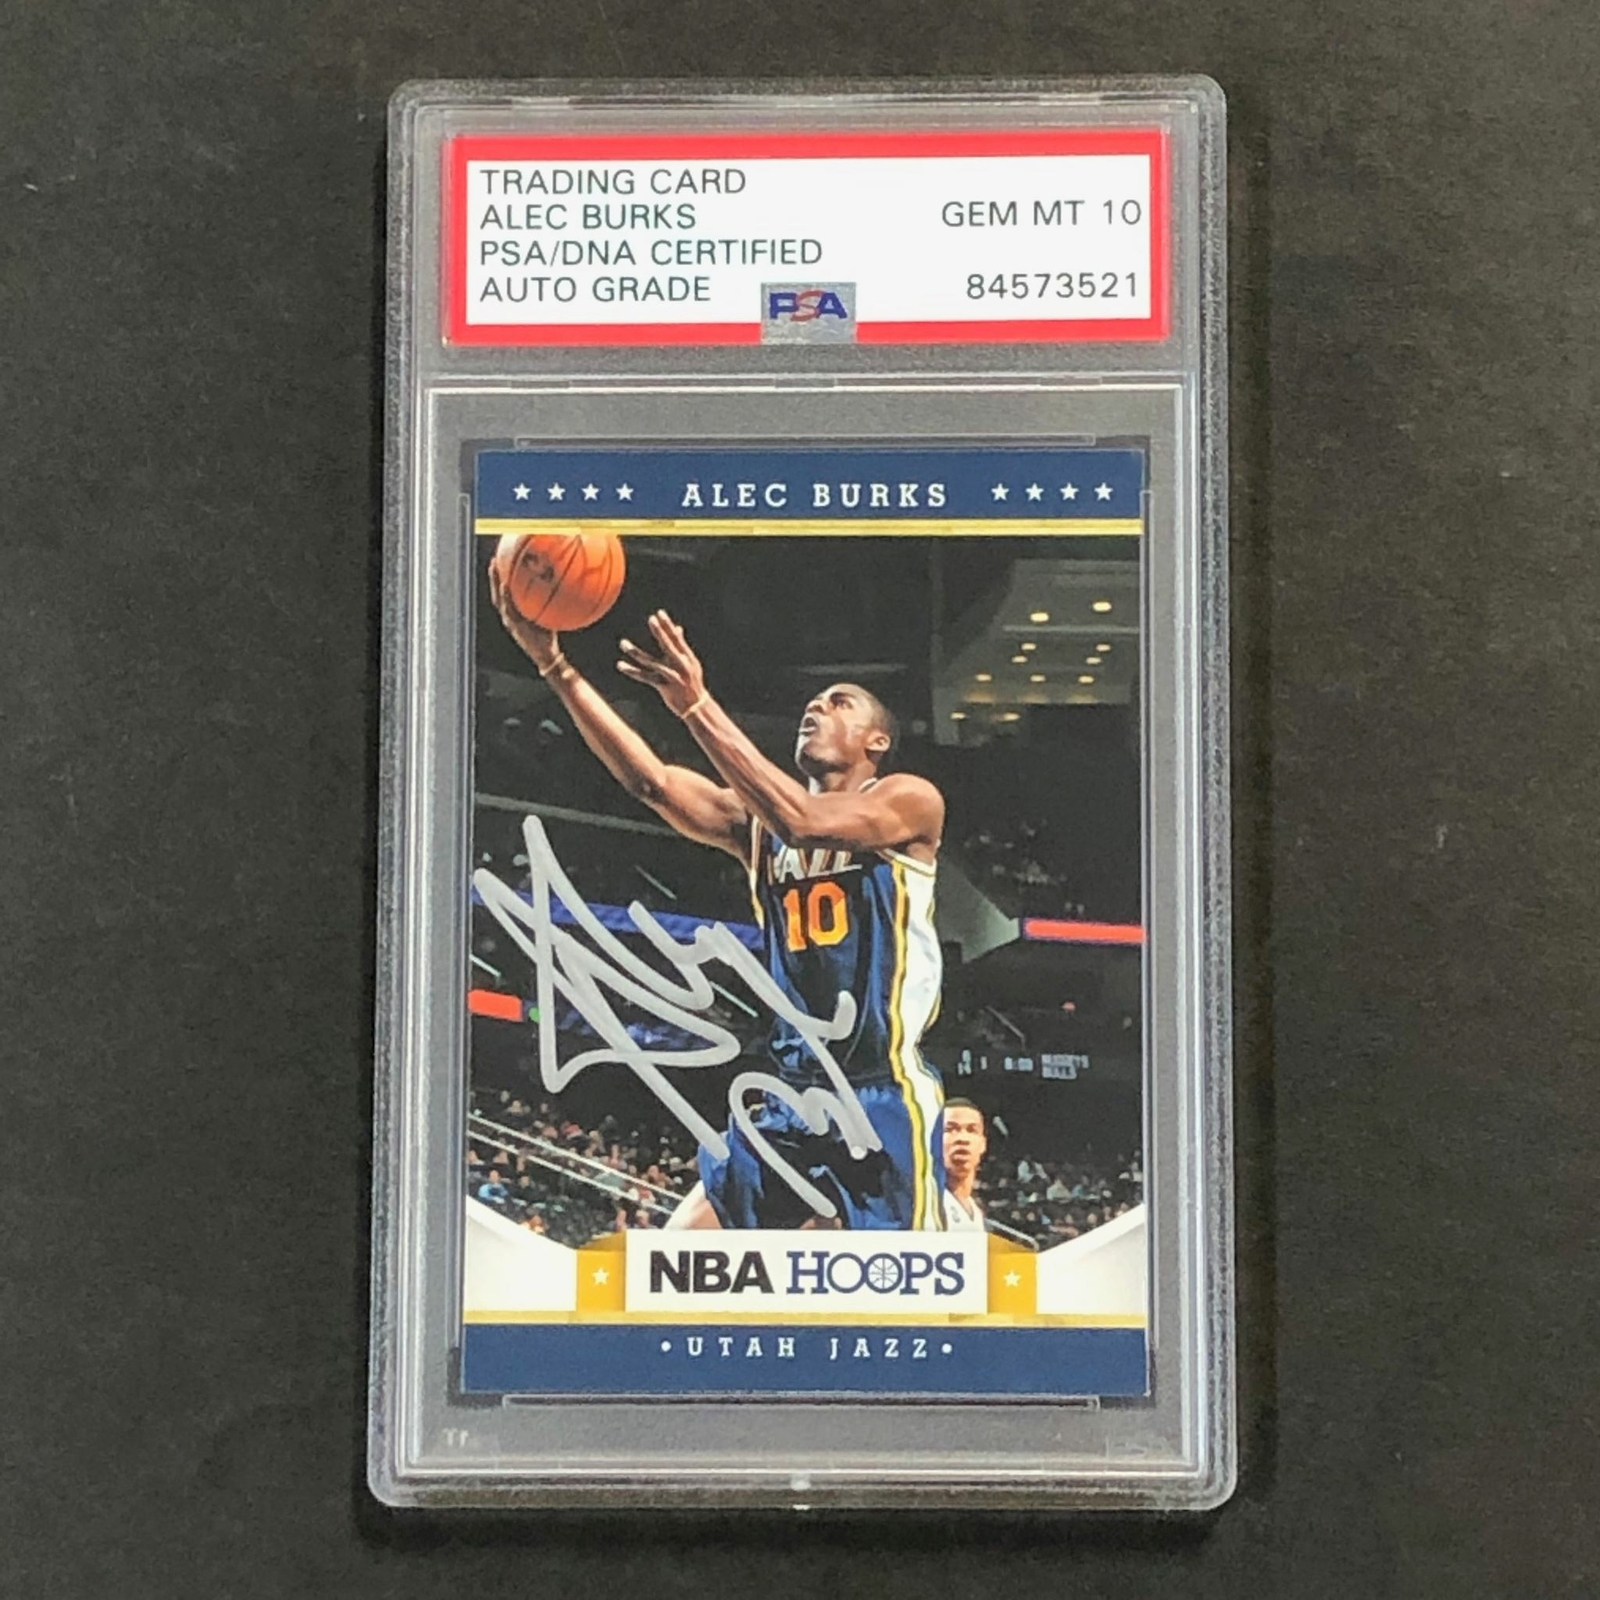 TRADING CARD
ALEC BURKS
PSA/DNA CERTIFIED
AUTO GRADE
GEM MT 10
84573521
PSA
★ ★ ★ ★ ALEC BURKS ★ ★ ★ ★
JAZZ
10
NBA HOOPS
• UTAH JAZZ •